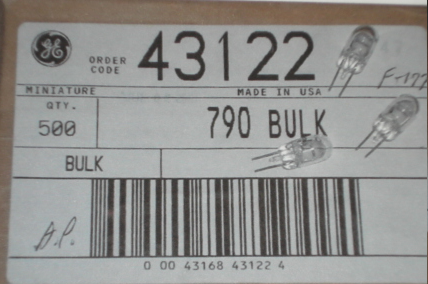 GE
ORDER CODE 43122
MINIATURE MADE IN USA
QTY. 500
790 BULK
BULK
A.P.
0 00 43168 43122 4